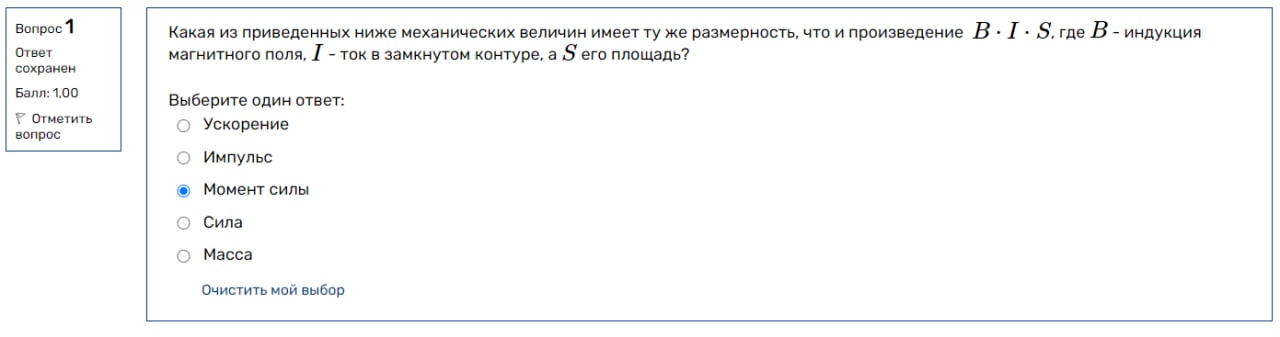 Вопрос 1
Ответ
сохранен
Балл: 1,00
Отметить
вопрос
Какая из приведенных ниже механических величин имеет ту же размерность, что и произведение B · I · S, где B - индукция
магнитного поля, I - ток в замкнутом контуре, а S его площадь?
Выберите один ответ:
Ускорение
Импульс
Момент силы
Сила
Масса
Очистить мой выбор